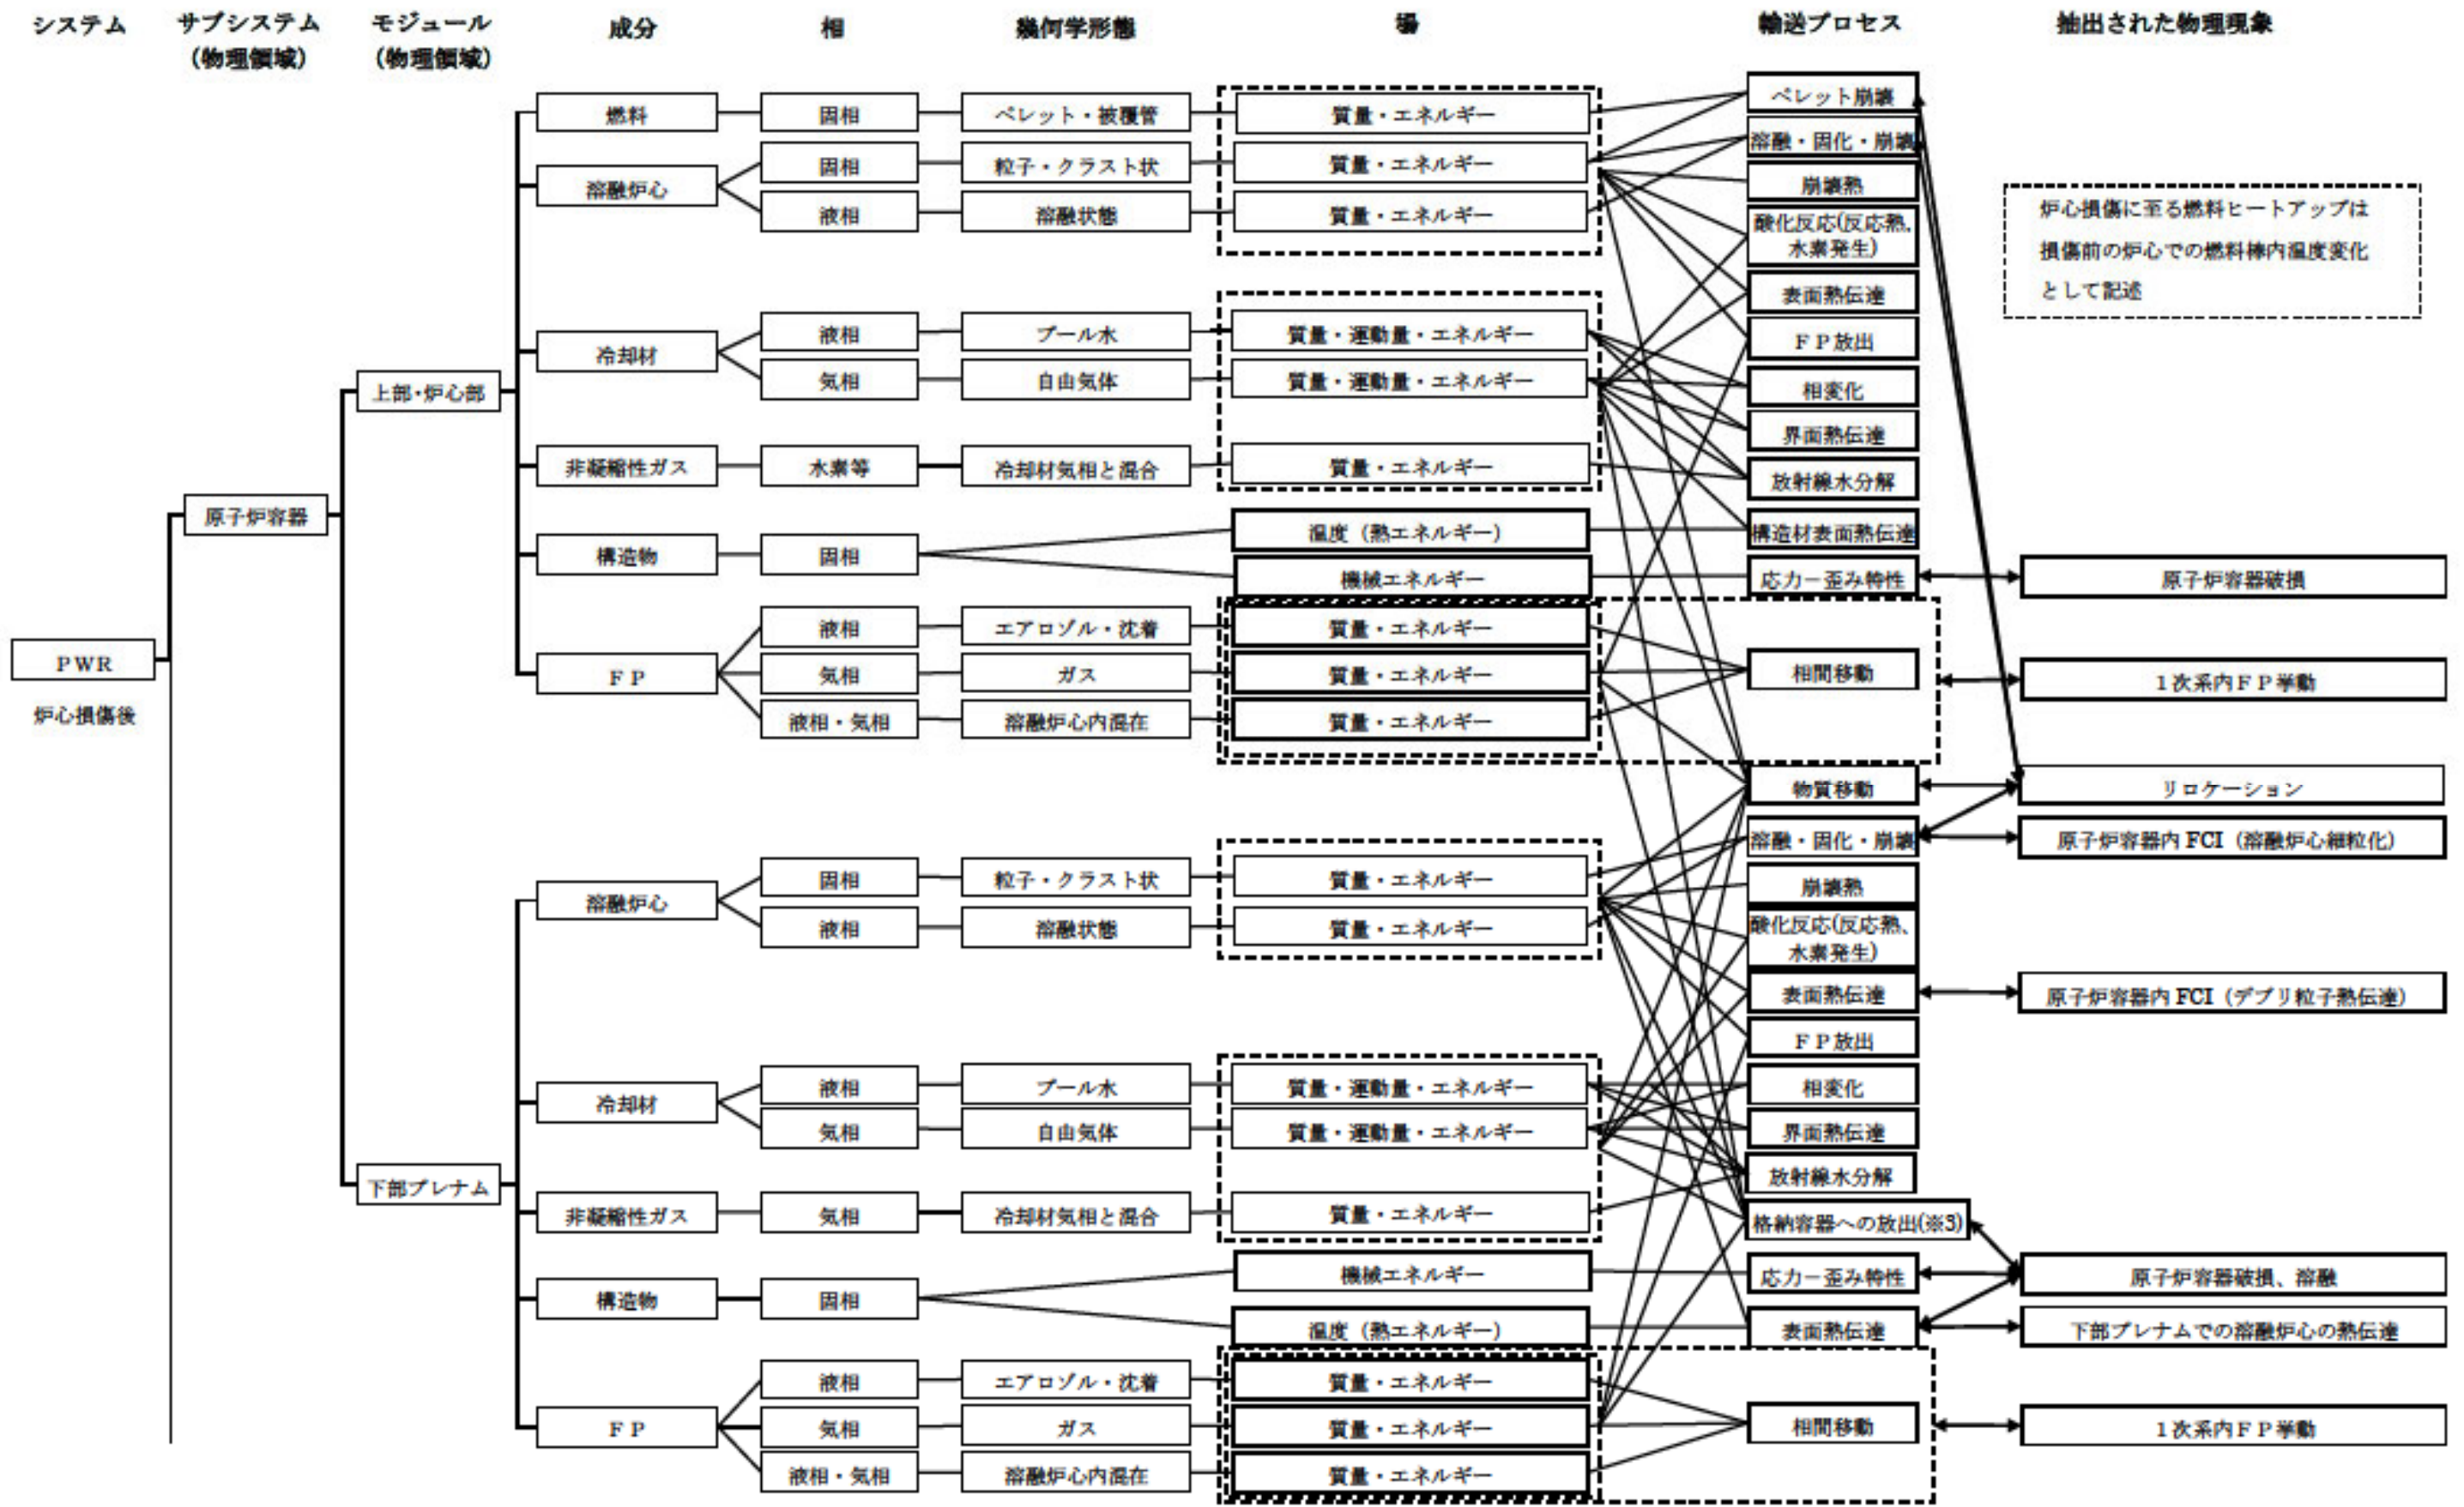 システム
サブシステム
(物理領域)
モジュール
(物理領域)
成分
相
幾何学形態
場
輸送プロセス
抽出された物理現象
PWR
炉心損傷後
原子炉容器
上部・炉心部
燃料
固相
ペレット・被覆管
質量・エネルギー
溶融炉心
固相
粒子・クラスト状
質量・エネルギー
液相
溶融状態
質量・エネルギー
冷却材
液相
プール水
質量・運動量・エネルギー
気相
自由気体
質量・運動量・エネルギー
非凝縮性ガス
水素等
冷却材気相と混合
質量・エネルギー
構造物
固相
温度（熱エネルギー）
機械エネルギー
ＦＰ
液相
エアロゾル・沈着
質量・エネルギー
気相
ガス
質量・エネルギー
液相・気相
溶融炉心内混在
質量・エネルギー
ペレット崩壊
溶融・固化・崩壊
崩壊熱
酸化反応(反応熱、
水素発生)
表面熱伝達
ＦＰ放出
相変化
界面熱伝達
放射線水分解
構造材表面熱伝達
応力－歪み特性
相間移動
物質移動
炉心損傷に至る燃料ヒートアップは
損傷前の炉心での燃料棒内温度変化
として記述
原子炉容器破損
１次系内ＦＰ挙動
リロケーション
下部プレナム
溶融炉心
固相
粒子・クラスト状
質量・エネルギー
液相
溶融状態
質量・エネルギー
冷却材
液相
プール水
質量・運動量・エネルギー
気相
自由気体
質量・運動量・エネルギー
非凝縮性ガス
気相
冷却材気相と混合
質量・エネルギー
構造物
固相
機械エネルギー
温度（熱エネルギー）
ＦＰ
液相
エアロゾル・沈着
質量・エネルギー
気相
ガス
質量・エネルギー
液相・気相
溶融炉心内混在
質量・エネルギー
溶融・固化・崩壊
崩壊熱
酸化反応(反応熱、
水素発生)
表面熱伝達
ＦＰ放出
相変化
界面熱伝達
放射線水分解
格納容器への放出(※3)
応力－歪み特性
表面熱伝達
相間移動
原子炉容器内 FCI（溶融炉心細粒化）
原子炉容器内 FCI（デブリ粒子熱伝達）
原子炉容器破損、溶融
下部プレナムでの溶融炉心の熱伝達
１次系内ＦＰ挙動